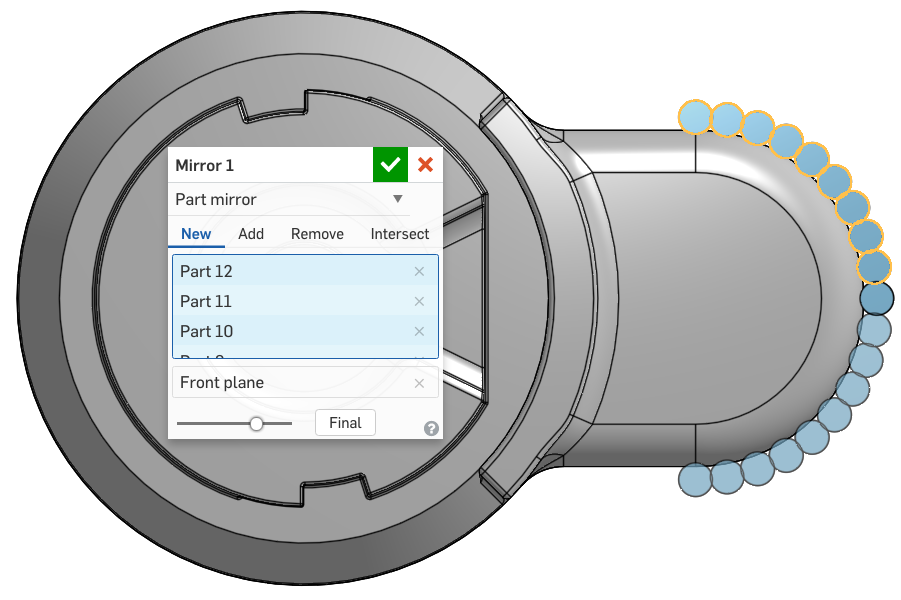 Mirror 1
Part mirror
New Add Remove Intersect
Part 12
Part 11
Part 10
Front plane
Final
?